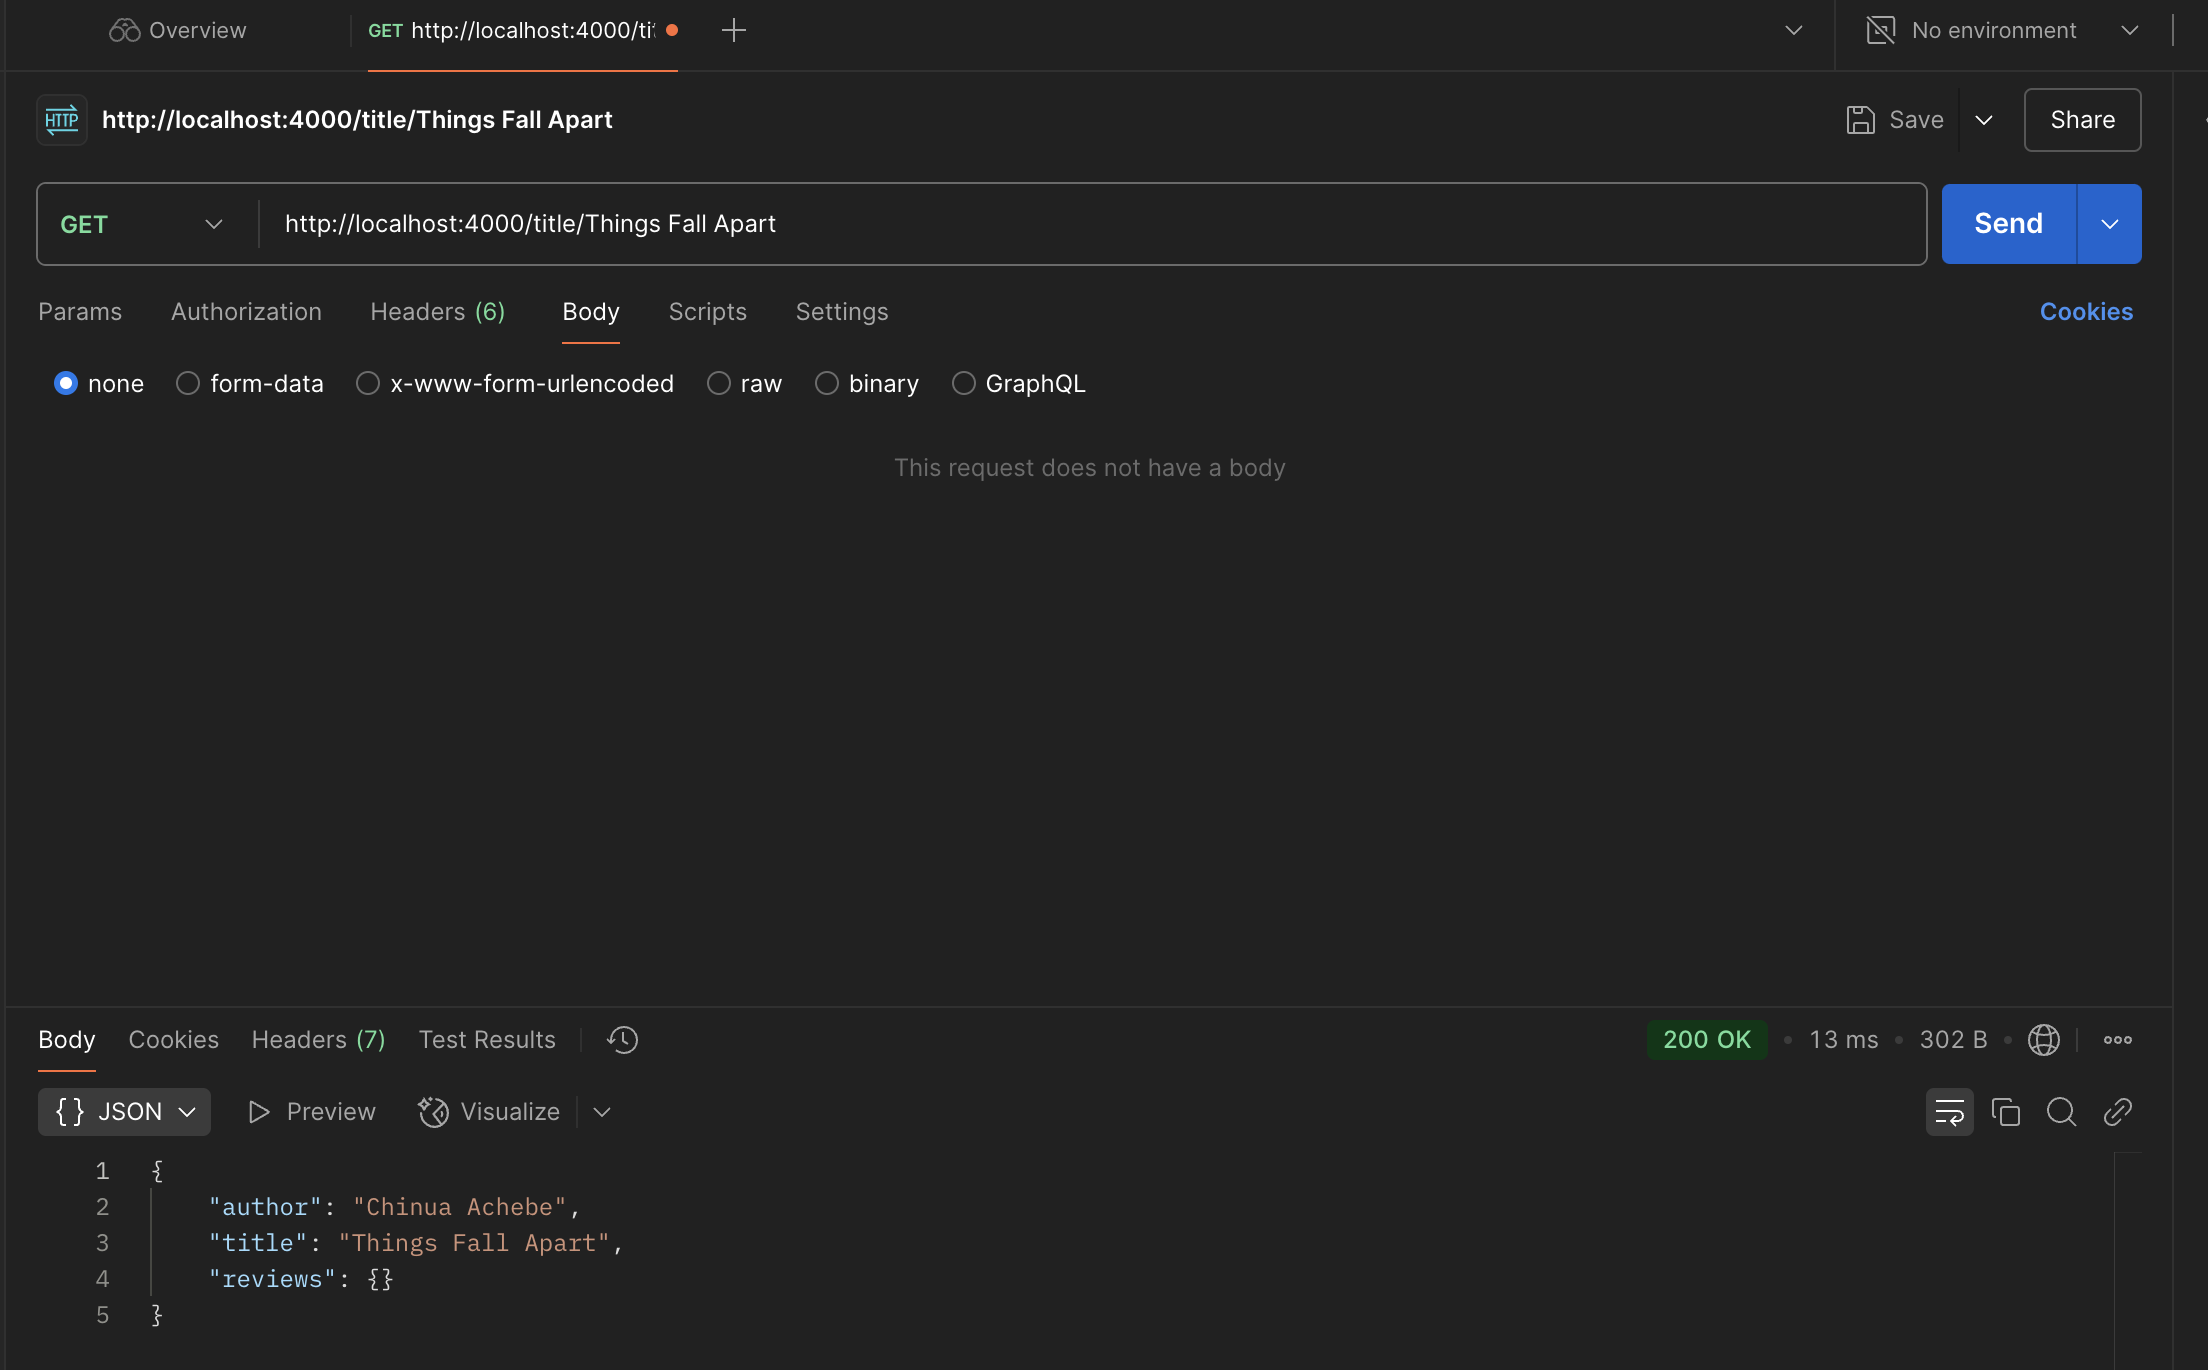 Overview
GET http://localhost:4000/ti
No environment
HTTP http://localhost:4000/title/Things Fall Apart
Save
Share
GET http://localhost:4000/title/Things Fall Apart
Send
Params Authorization Headers (6) Body Scripts Settings Cookies
none form-data x-www-form-urlencoded raw binary GraphQL
This request does not have a body
Body Cookies Headers (7) Test Results 200 OK 13 ms 302 B
{} JSON Preview Visualize
1 {
2 "author": "Chinua Achebe",
3 "title": "Things Fall Apart",
4 "reviews": {}
5 }